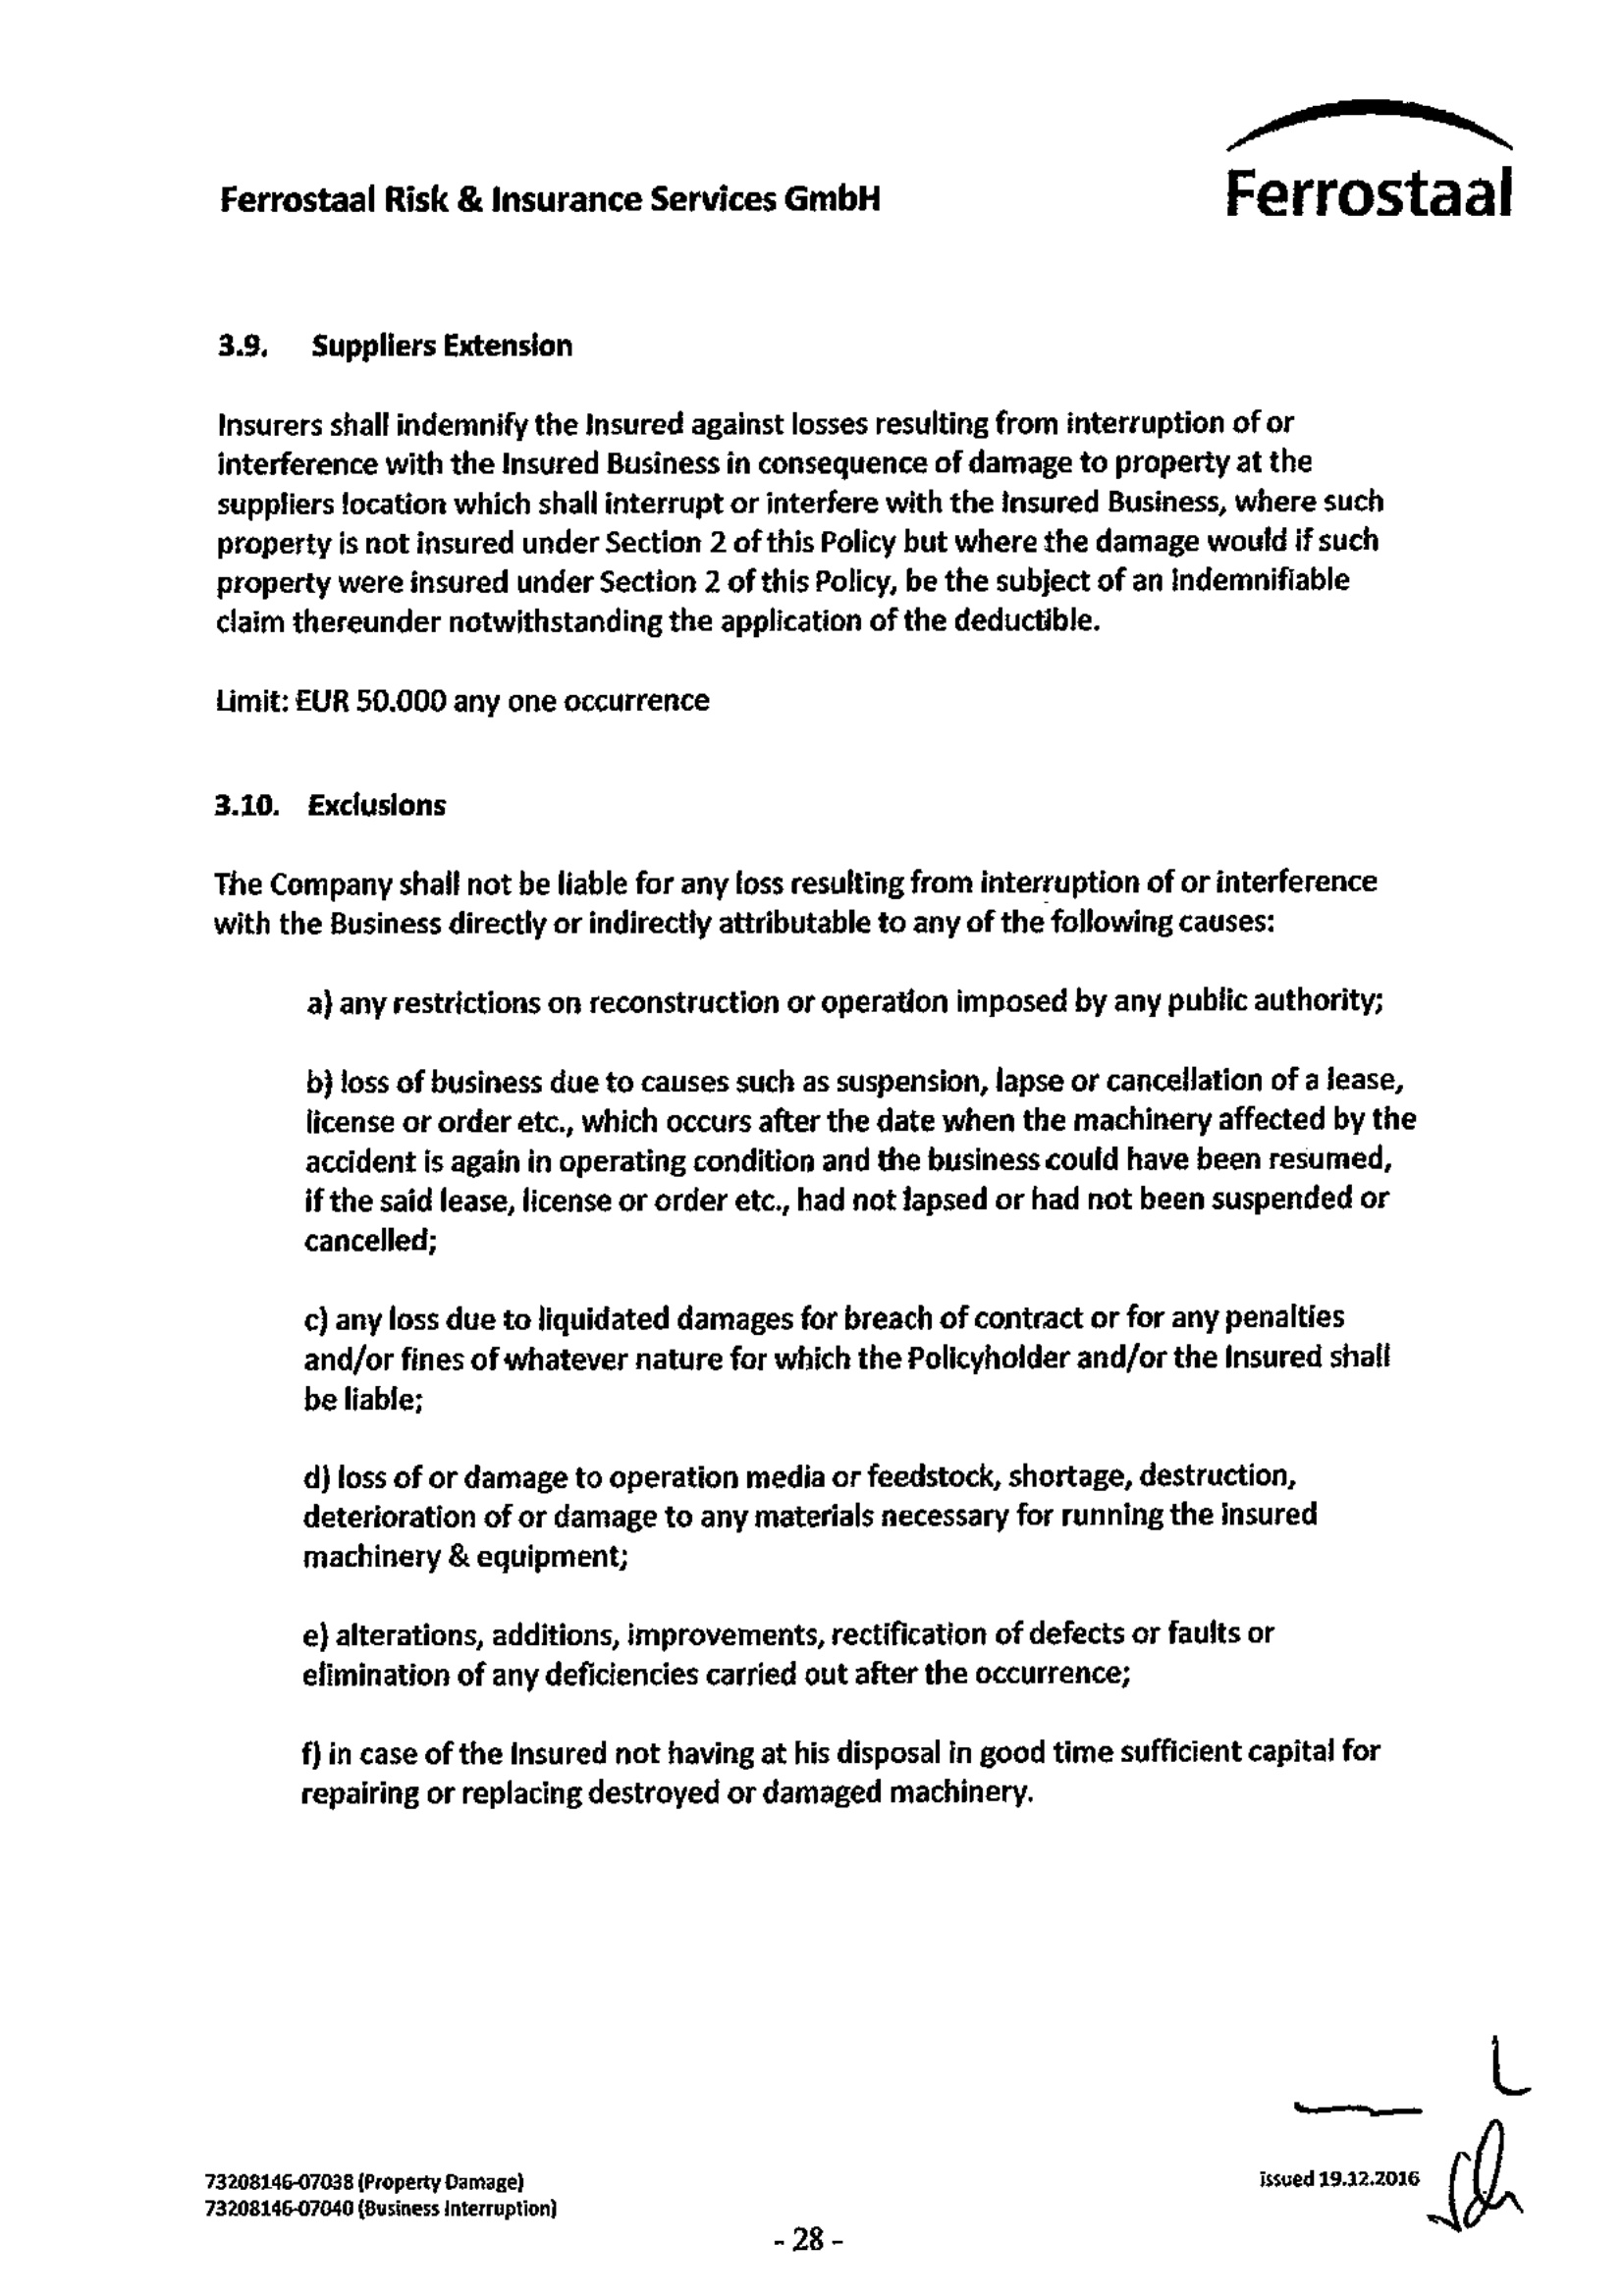 Ferrostaal Risk & Insurance Services GmbH
Ferrostaal
3.9. Suppliers Extension
Insurers shall indemnify the Insured against losses resulting from interruption of or
interference with the Insured Business in consequence of damage to property at the
suppliers location which shall interrupt or interfere with the Insured Business, where such
property is not insured under Section 2 of this Policy but where the damage would if such
property were insured under Section 2 of this Policy, be the subject of an indemnifiable
claim thereunder notwithstanding the application of the deductible.
Limit: EUR 50.000 any one occurrence
3.10. Exclusions
The Company shall not be liable for any loss resulting from interruption of or interference
with the Business directly or indirectly attributable to any of the following causes:
a) any restrictions on reconstruction or operation imposed by any public authority;
b) loss of business due to causes such as suspension, lapse or cancellation of a lease,
license or order etc., which occurs after the date when the machinery affected by the
accident is again in operating condition and the business could have been resumed,
if the said lease, license or order etc., had not lapsed or had not been suspended or
cancelled;
c) any loss due to liquidated damages for breach of contract or for any penalties
and/or fines of whatever nature for which the Policyholder and/or the Insured shall
be liable;
d) loss of or damage to operation media or feedstock, shortage, destruction,
deterioration of or damage to any materials necessary for running the insured
machinery & equipment;
e) alterations, additions, improvements, rectification of defects or faults or
elimination of any deficiencies carried out after the occurrence;
f) in case of the Insured not having at his disposal in good time sufficient capital for
repairing or replacing destroyed or damaged machinery.
73208146-07038 (Property Damage)
73208146-07040 (Business Interruption)
issued 19.12.2016
- 28 -